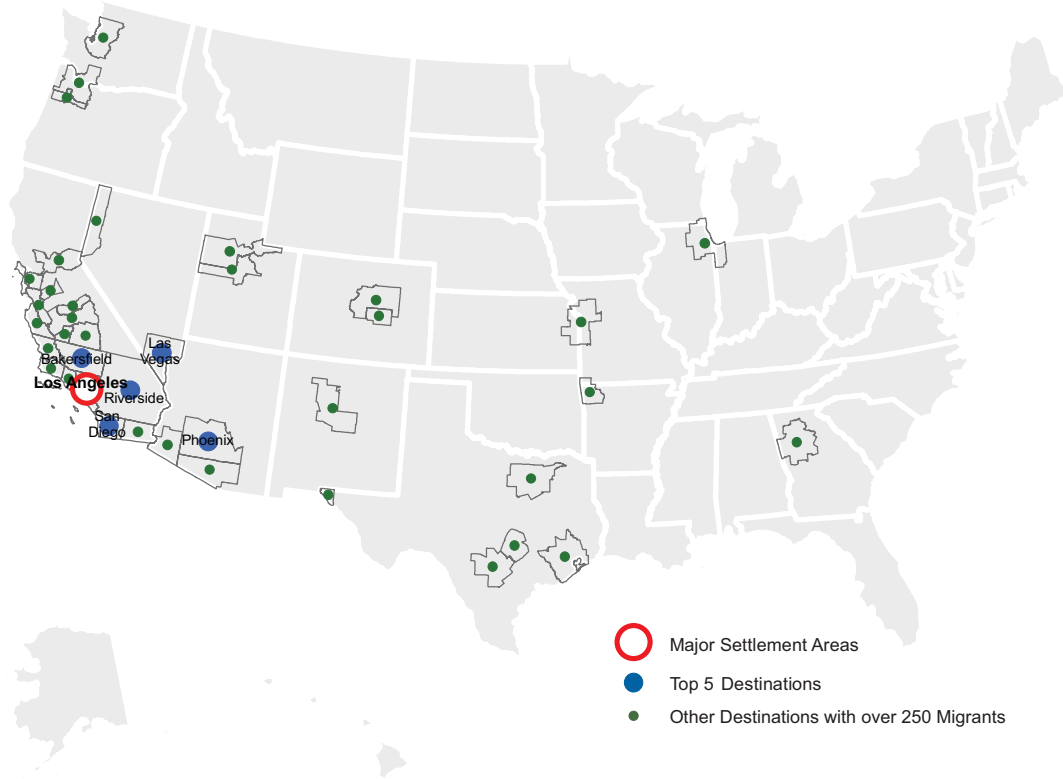 Las
Vegas
Bakersfield
Los Angeles
Riverside
San
Diego
Phoenix
Major Settlement Areas
Top 5 Destinations
Other Destinations with over 250 Migrants